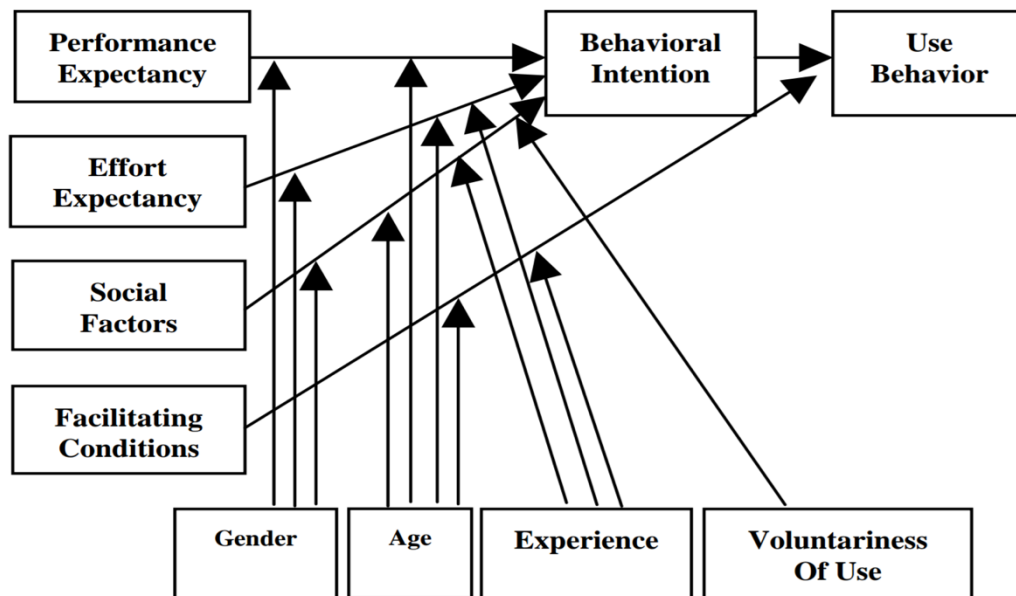 Performance
Expectancy
Behavioral
Intention
Use
Behavior
Effort
Expectancy
Social
Factors
Facilitating
Conditions
Gender
Age
Experience
Voluntariness
Of Use